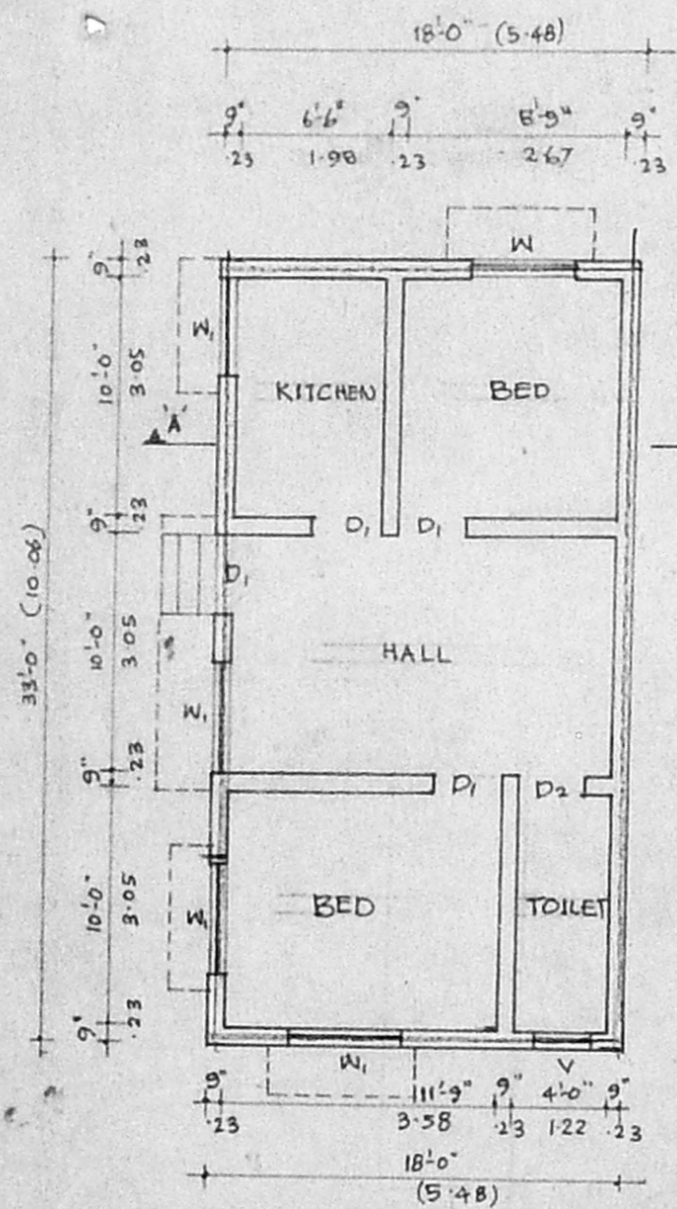 18'-0" (5.48)
9" 6'-6" 9" 8'-9" 9"
.23 1.98 .23 2.67 .23
W
9" .23
W1
10'-0" 3.05
KITCHEN BED
'A'
9" .23
D1 D1
D1
33'-0" (10.06)
10'-0" 3.05
HALL
W1
9" .23
D1 D2
10'-0" 3.05
BED TOILET
W1
9" .23
W1 V
9" 11'-9" 9" 4'-0" 9"
.23 3.58 .23 1.22 .23
18'-0"
(5.48)